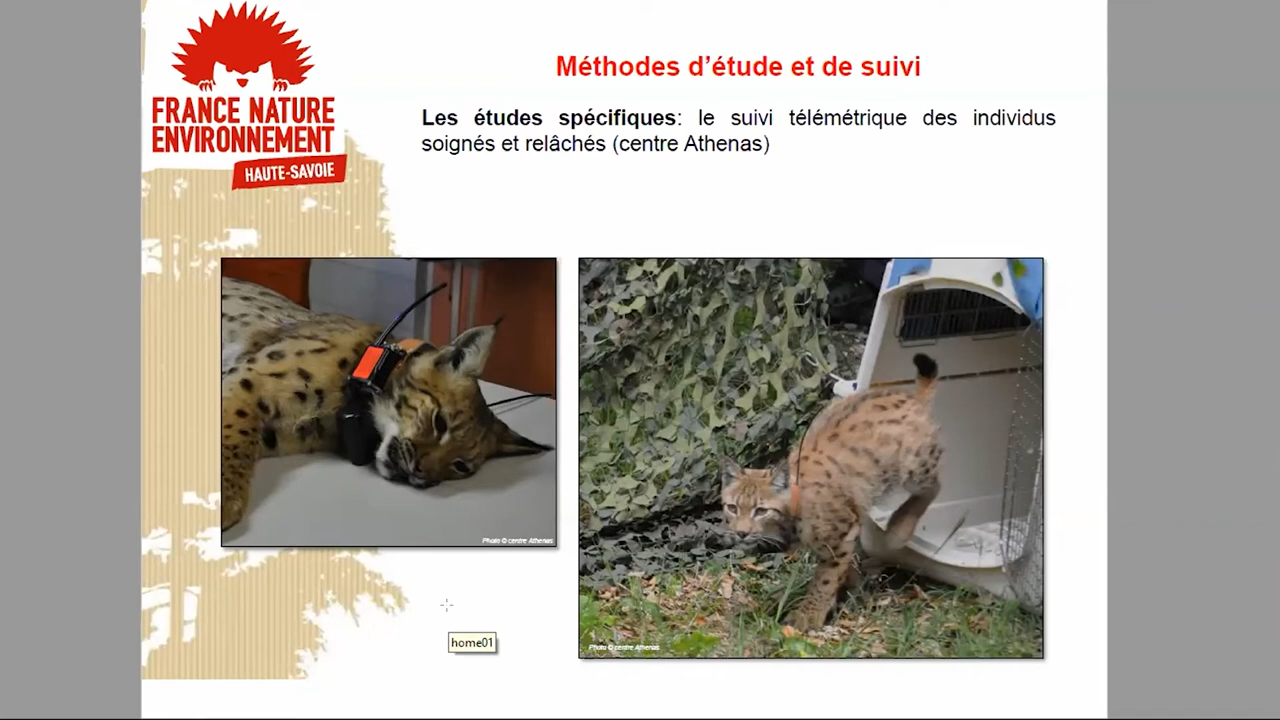 FRANCE NATURE
ENVIRONNEMENT
HAUTE-SAVOIE
Méthodes d’étude et de suivi
Les études spécifiques: le suivi télémétrique des individus
soignés et relâchés (centre Athenas)
Photo © centre Athenas
Photo © centre Athenas
home01